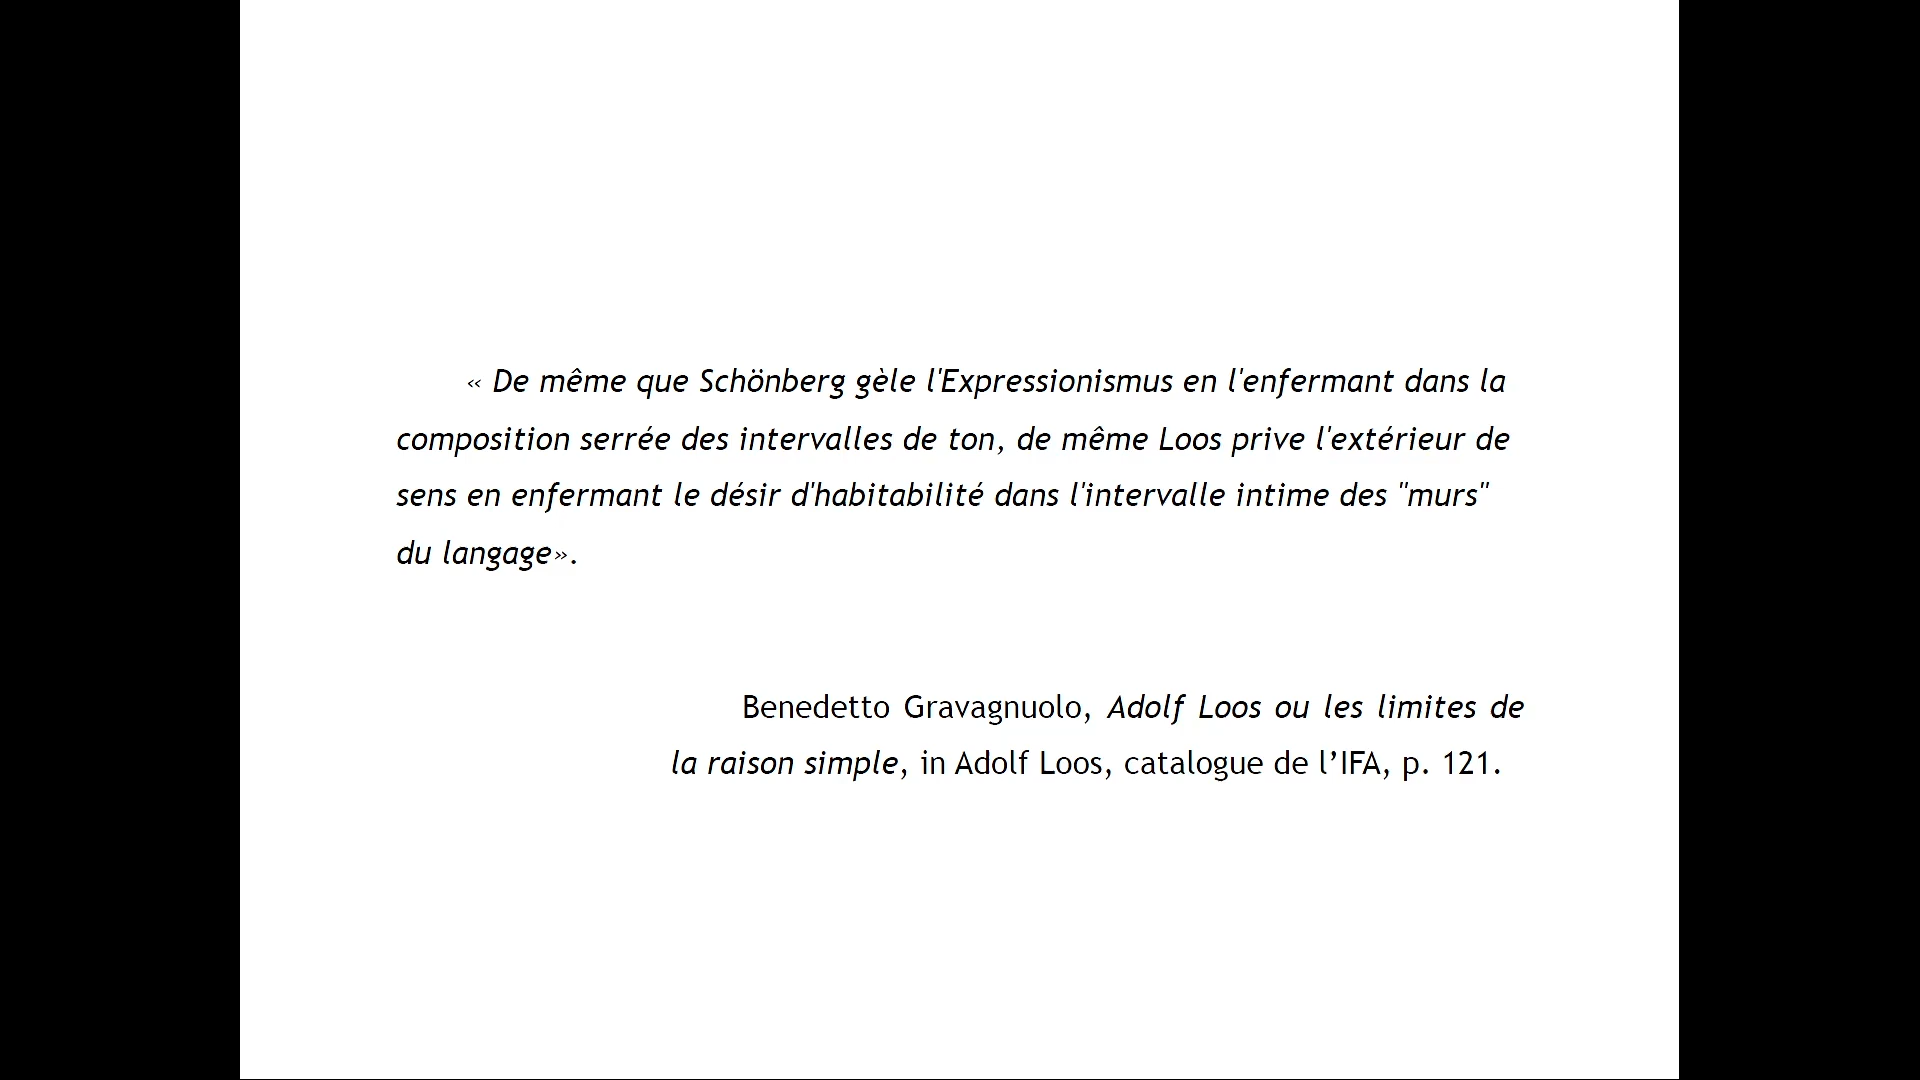 « De même que Schönberg gèle l'Expressionismus en l'enfermant dans la
composition serrée des intervalles de ton, de même Loos prive l'extérieur de
sens en enfermant le désir d'habitabilité dans l'intervalle intime des "murs"
du langage».
Benedetto Gravagnuolo, Adolf Loos ou les limites de
la raison simple, in Adolf Loos, catalogue de l’IFA, p. 121.